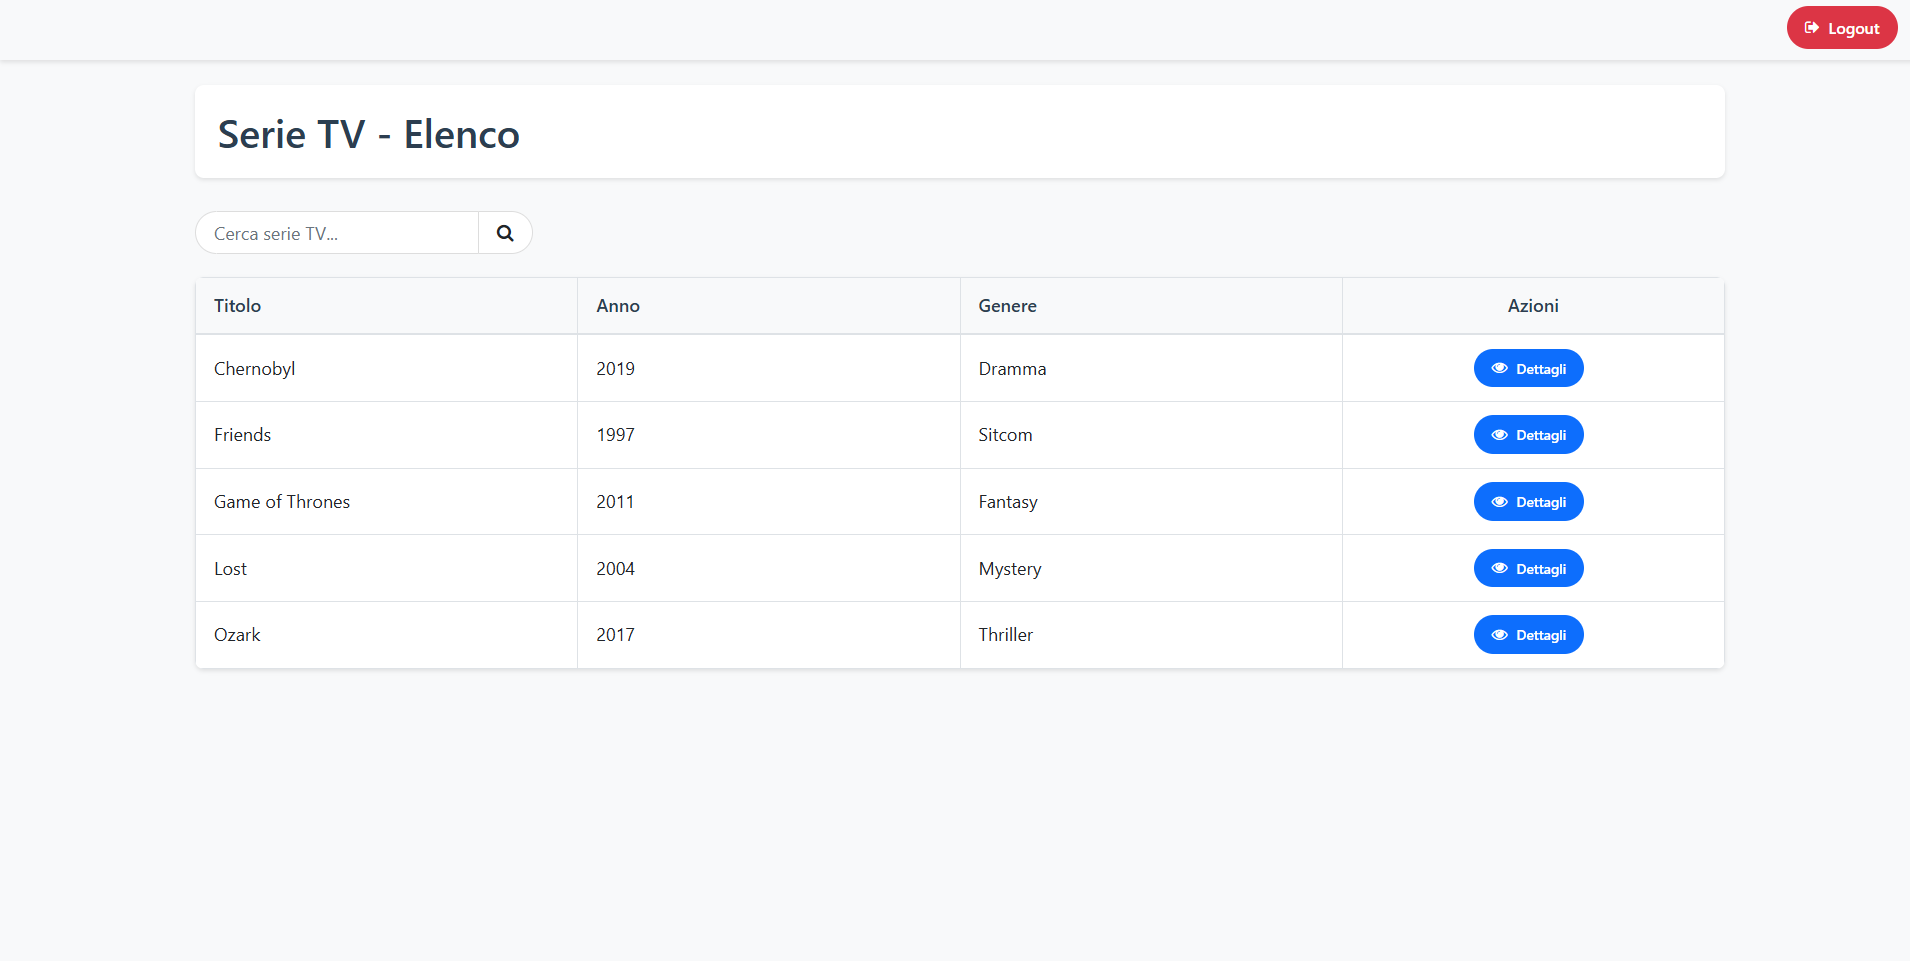 Logout
Serie TV - Elenco
Cerca serie TV...
Titolo Anno Genere Azioni
Chernobyl 2019 Dramma Dettagli
Friends 1997 Sitcom Dettagli
Game of Thrones 2011 Fantasy Dettagli
Lost 2004 Mystery Dettagli
Ozark 2017 Thriller Dettagli